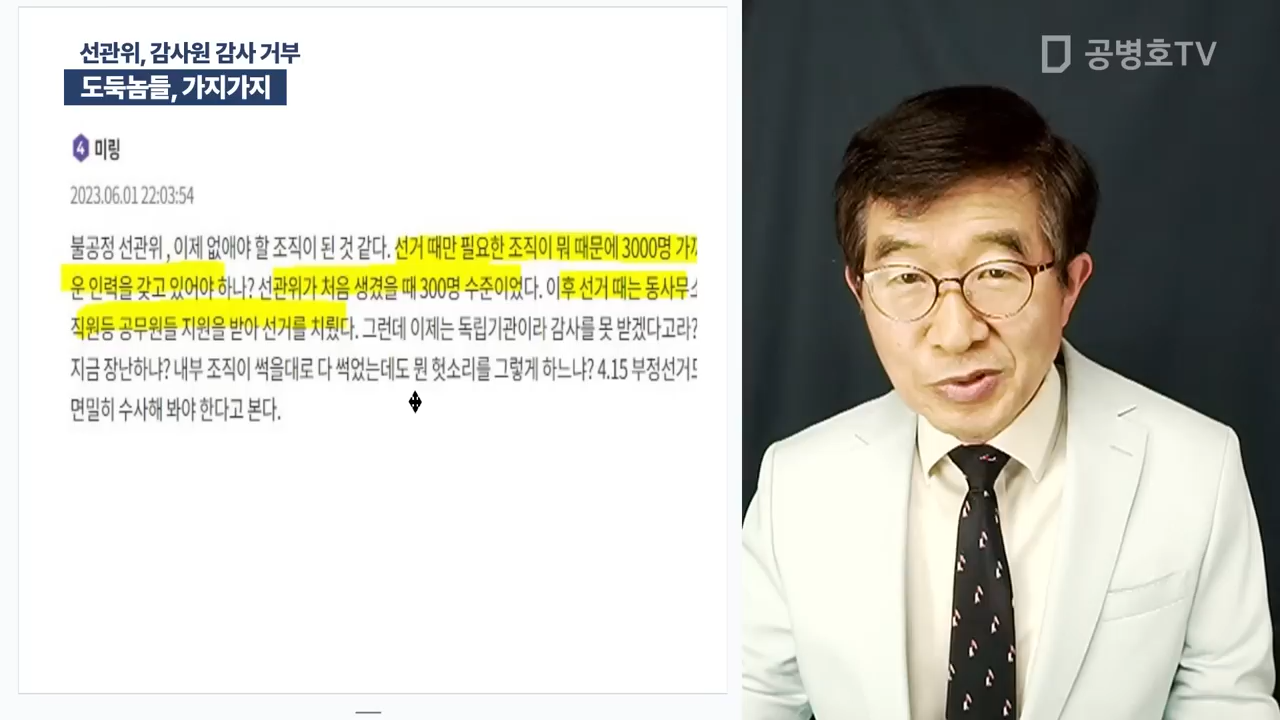 선관위, 감사원 감사 거부
도둑놈들, 가지가지
공병호TV
4 미링
2023.06.01 22:03:54
불공정 선관위 , 이제 없애야 할 조직이 된 것 같다. 선거 때만 필요한 조직이 뭐 때문에 3000명
운 인력을 갖고 있어야 하나? 선관위가 처음 생겼을 때 300명 수준이었다. 이후 선거 때는 동사무
직원등 공무원들 지원을 받아 선거를 치뤘다. 그런데 이제는 독립기관이라 감사를 못 받겠다고라?
지금 장난하냐? 내부 조직이 썩을대로 다 썩었는데도 뭔 헛소리를 그렇게 하느냐? 4.15 부정선거
면밀히 수사해 봐야 한다고 본다.